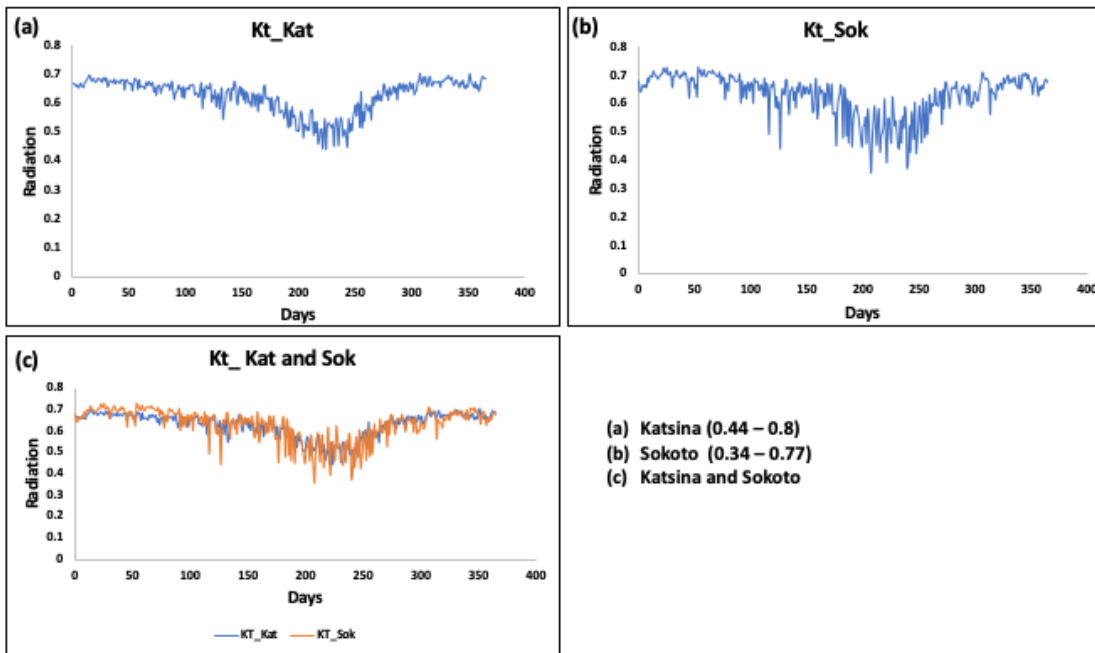 (a)
Kt_Kat
0.8
0.7
0.6
0.5
0.4
0.3
0.2
0.1
0
Radiation
0 50 100 150 200 250 300 350 400
Days
(b)
Kt_Sok
0.8
0.7
0.6
0.5
0.4
0.3
0.2
0.1
0
Radiation
0 50 100 150 200 250 300 350 400
Days
(c)
Kt_ Kat and Sok
0.8
0.7
0.6
0.5
0.4
0.3
0.2
0.1
0
Radiation
0 50 100 150 200 250 300 350 400
Days
KT_Kat KT_Sok
(a) Katsina (0.44 – 0.8)
(b) Sokoto (0.34 – 0.77)
(c) Katsina and Sokoto